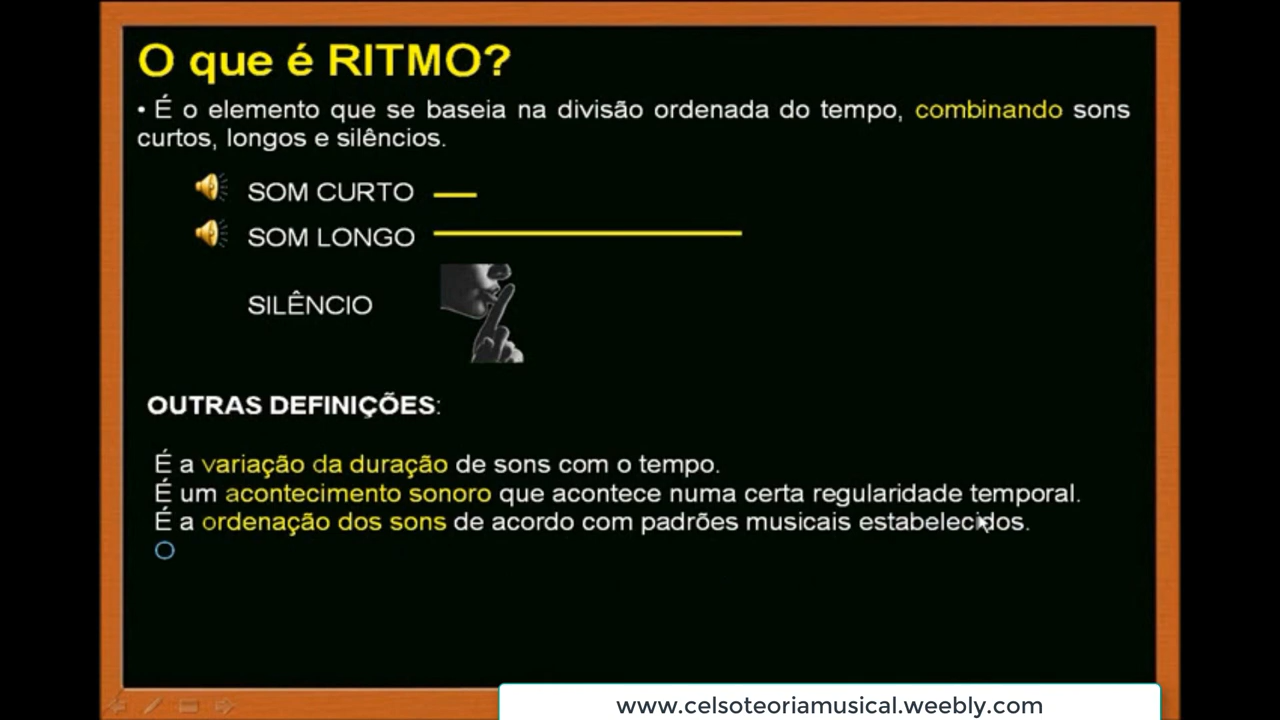 O que é RITMO?
• É o elemento que se baseia na divisão ordenada do tempo, combinando sons
curtos, longos e silêncios.
SOM CURTO
SOM LONGO
SILÊNCIO
OUTRAS DEFINIÇÕES:
É a variação da duração de sons com o tempo.
É um acontecimento sonoro que acontece numa certa regularidade temporal.
É a ordenação dos sons de acordo com padrões musicais estabelecidos.
www.celsoteoriamusical.weebly.com